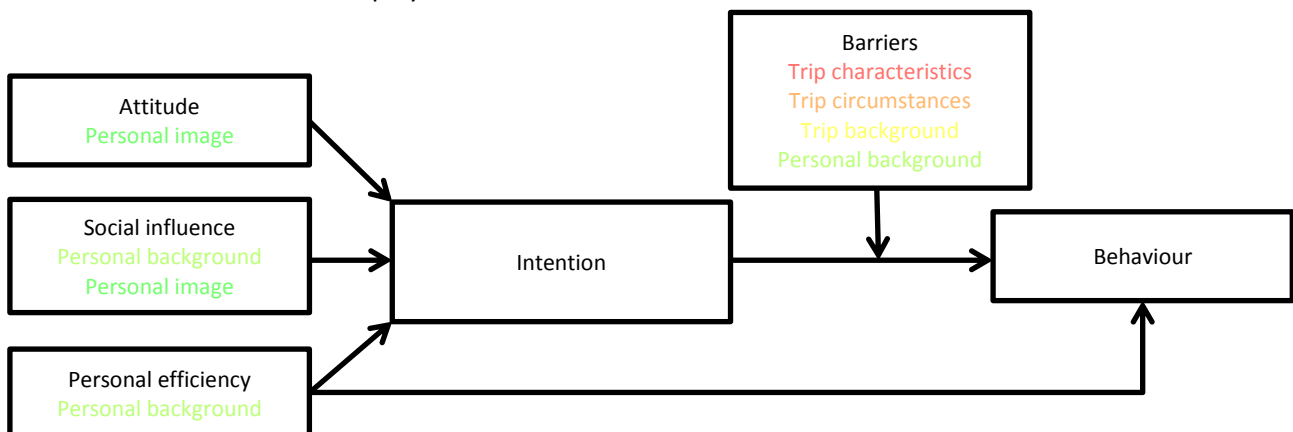 Attitude
Personal image
Social influence
Personal background
Personal image
Personal efficiency
Personal background
Intention
Barriers
Trip characteristics
Trip circumstances
Trip background
Personal background
Behaviour